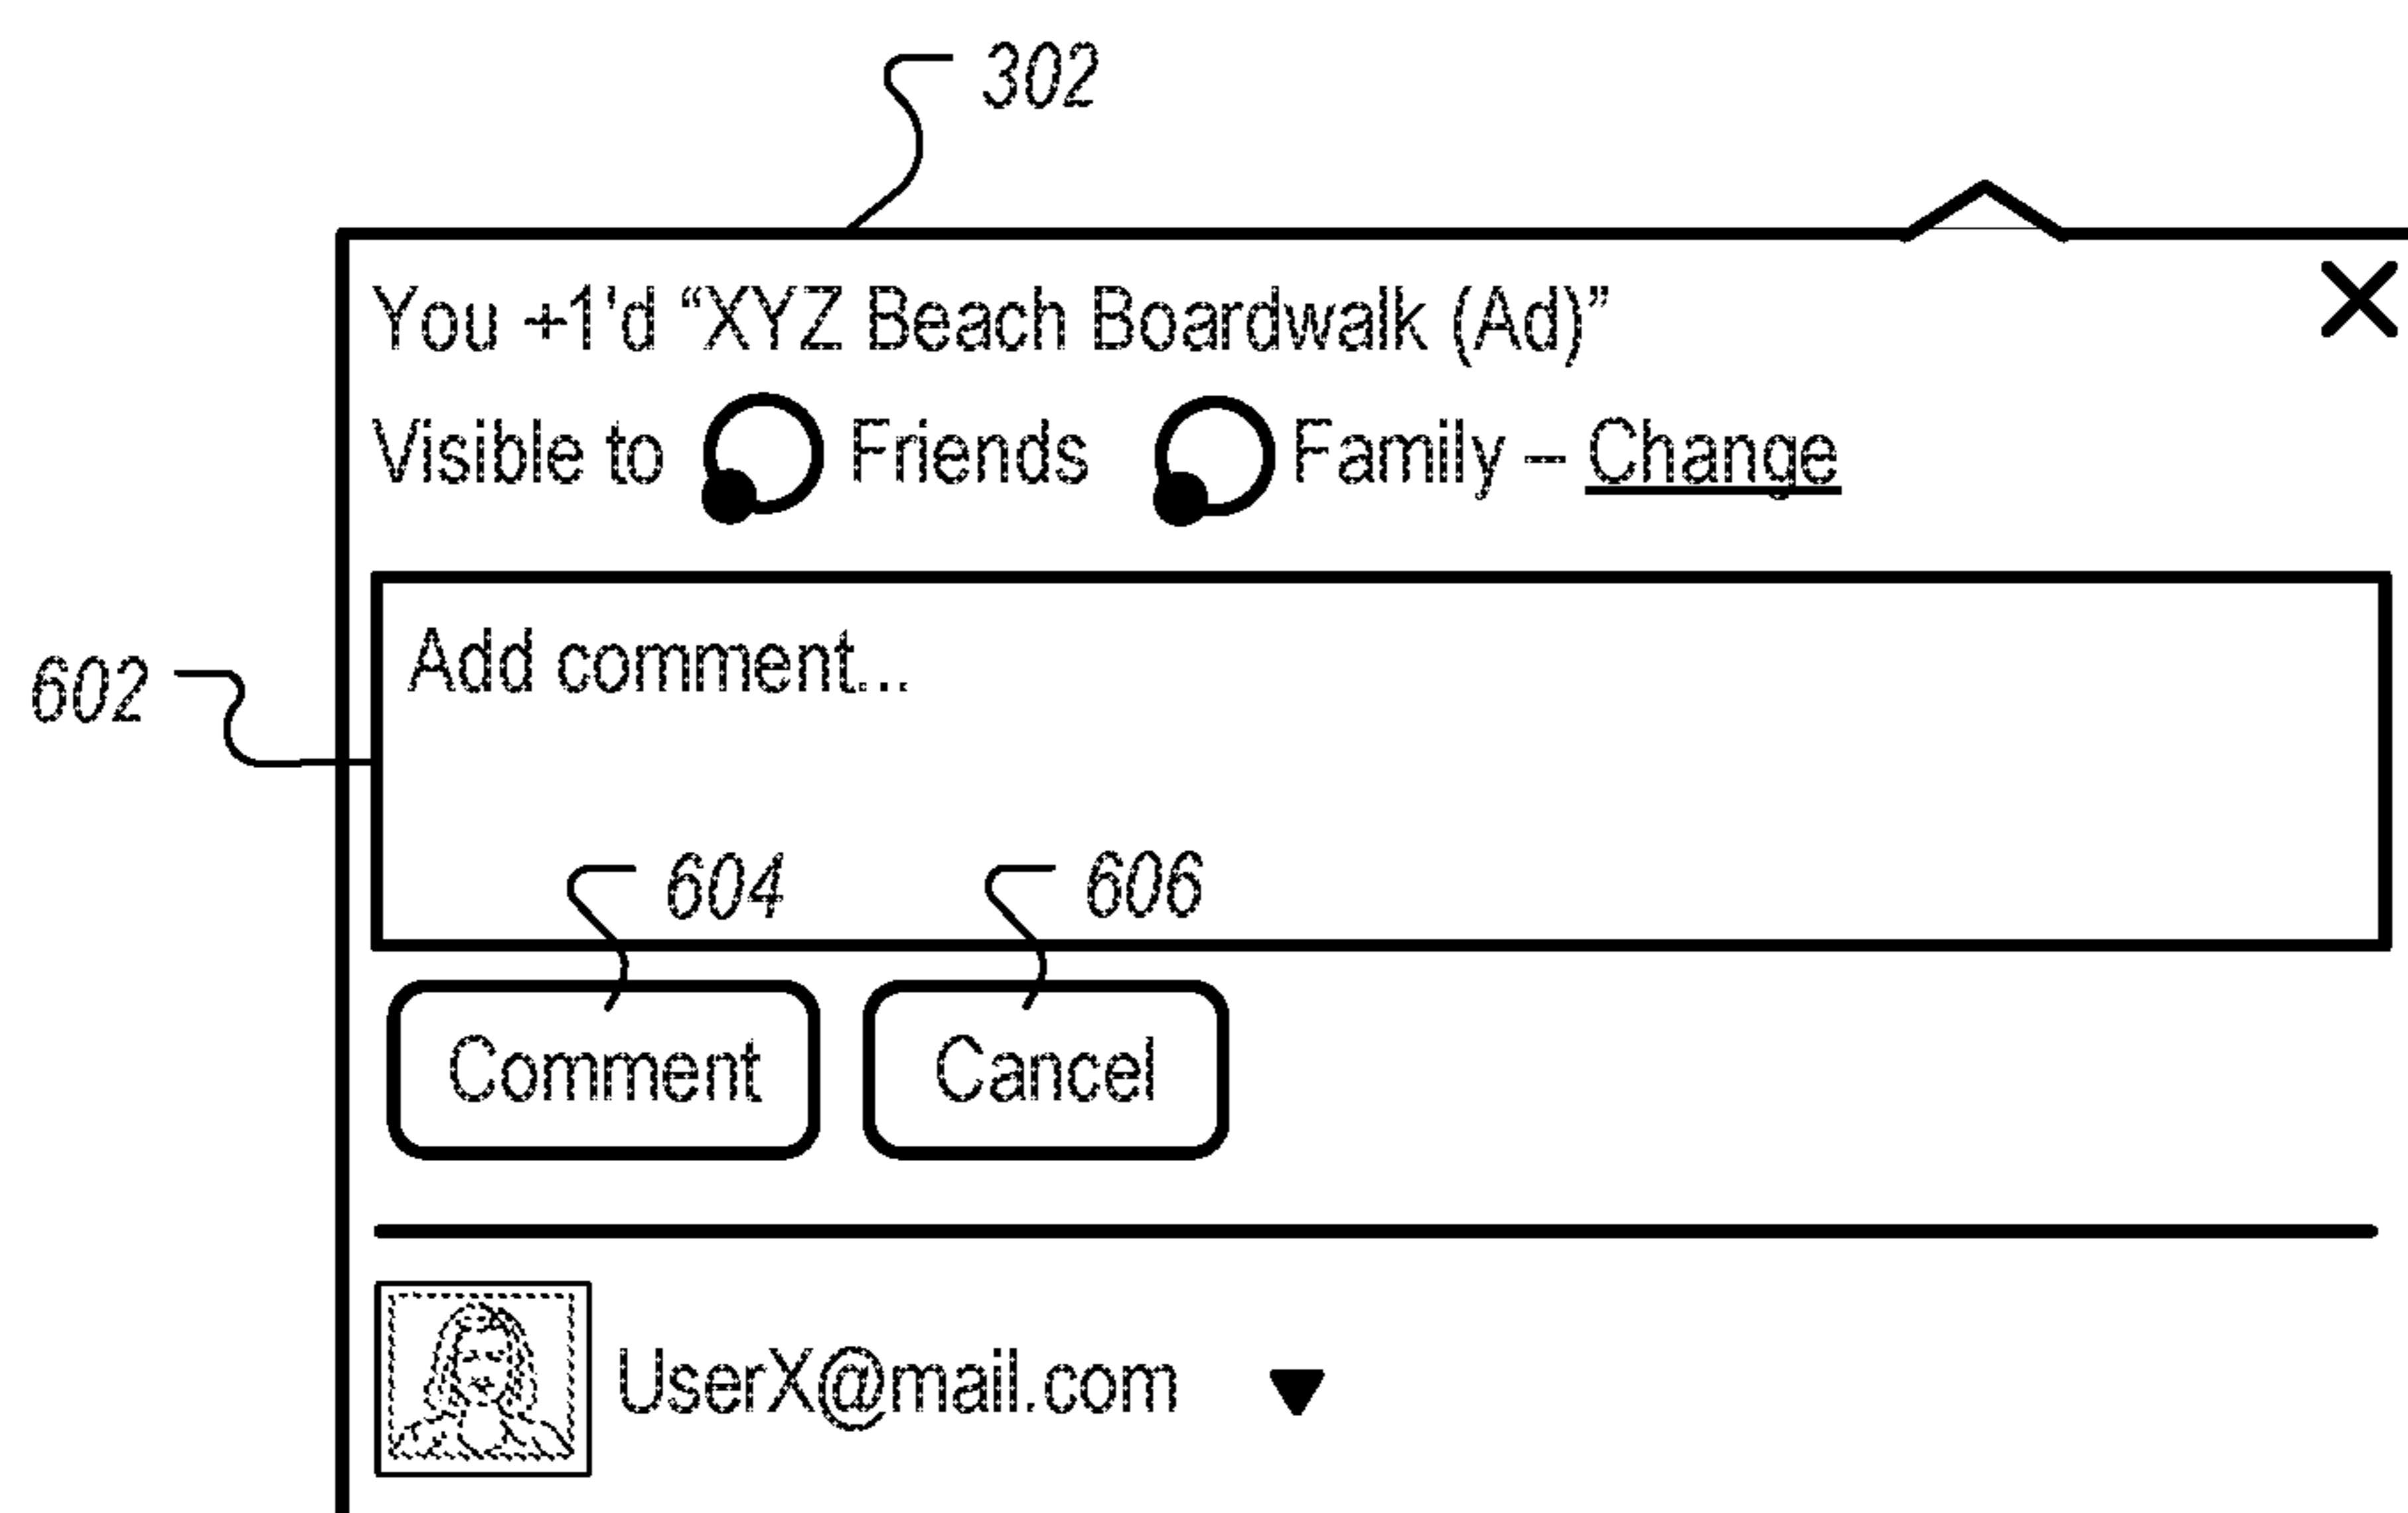 302
You +1'd “XYZ Beach Boardwalk (Ad)”
Visible to Friends Family – Change
602
Add comment...
604 606
Comment Cancel
UserX@mail.com